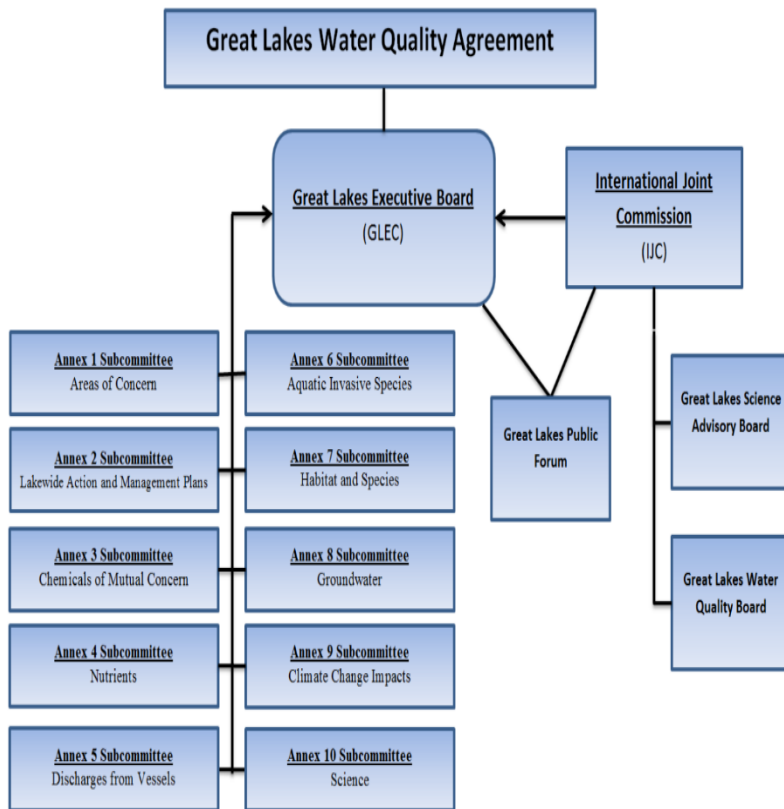 Great Lakes Water Quality Agreement
Great Lakes Executive Board
(GLEC)
International Joint
Commission
(IJC)
Annex 1 Subcommittee
Areas of Concern
Annex 6 Subcommittee
Aquatic Invasive Species
Annex 2 Subcommittee
Lakewide Action and Management Plans
Annex 7 Subcommittee
Habitat and Species
Annex 3 Subcommittee
Chemicals of Mutual Concern
Annex 8 Subcommittee
Groundwater
Annex 4 Subcommittee
Nutrients
Annex 9 Subcommittee
Climate Change Impacts
Annex 5 Subcommittee
Discharges from Vessels
Annex 10 Subcommittee
Science
Great Lakes Public
Forum
Great Lakes Science
Advisory Board
Great Lakes Water
Quality Board